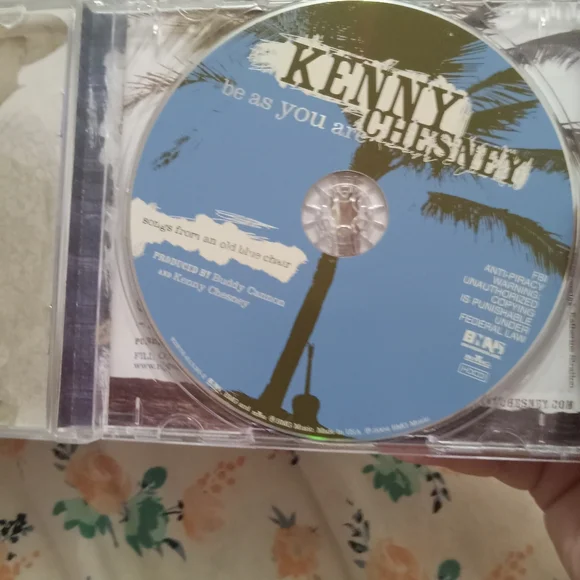 KENNY
CHESNEY
be as you are
songs from an old blue chair
PRODUCED BY Buddy Cannon
AND Kenny Chesney
FBI
ANTI-PIRACY
WARNING:
UNAUTHORIZED
COPYING
IS PUNISHABLE
UNDER
FEDERAL LAW
BNA